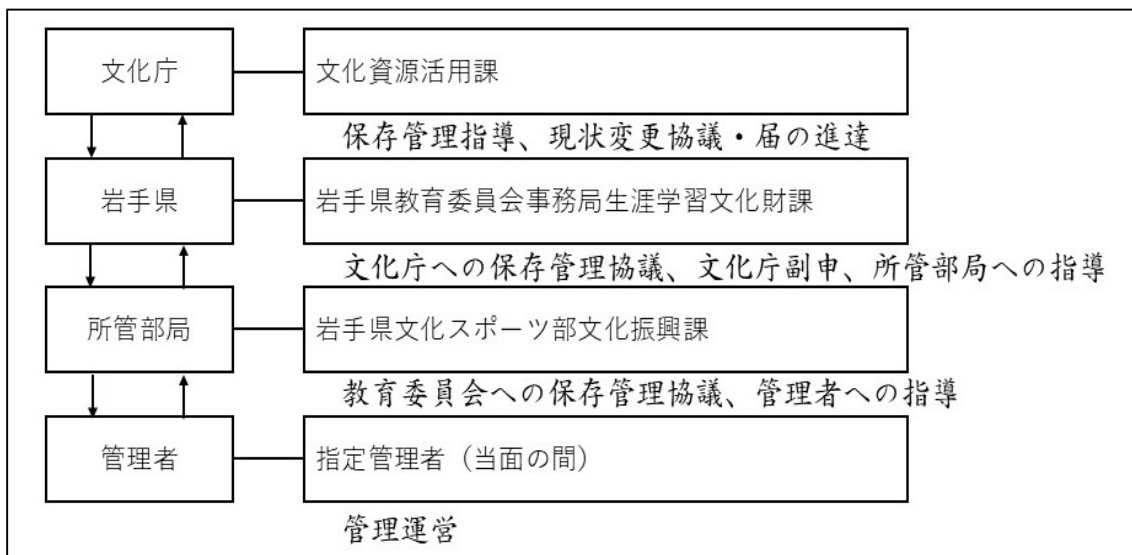 文化庁
文化資源活用課
保存管理指導、現状変更協議・届の進達
岩手県
岩手県教育委員会事務局生涯学習文化財課
文化庁への保存管理協議、文化庁副申、所管部局への指導
所管部局
岩手県文化スポーツ部文化振興課
教育委員会への保存管理協議、管理者への指導
管理者
指定管理者（当面の間）
管理運営